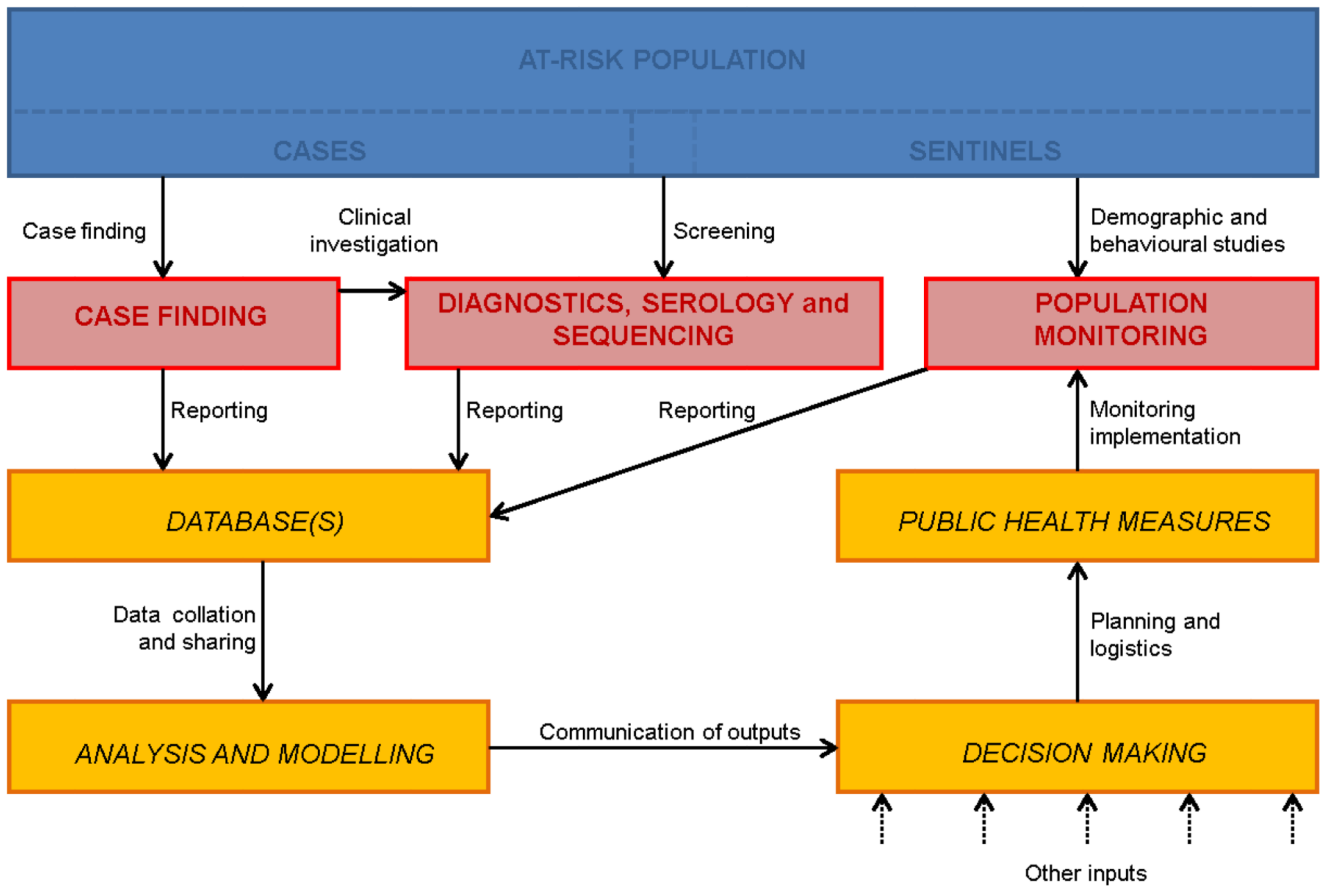 AT-RISK POPULATION
CASES
SENTINELS
Case finding
Clinical
investigation
Screening
Demographic and
behavioural studies
CASE FINDING
DIAGNOSTICS, SEROLOGY and
SEQUENCING
POPULATION
MONITORING
Reporting
Reporting
Reporting
Monitoring
implementation
DATABASE(S)
PUBLIC HEALTH MEASURES
Data collation
and sharing
Planning and
logistics
ANALYSIS AND MODELLING
Communication of outputs
DECISION MAKING
Other inputs